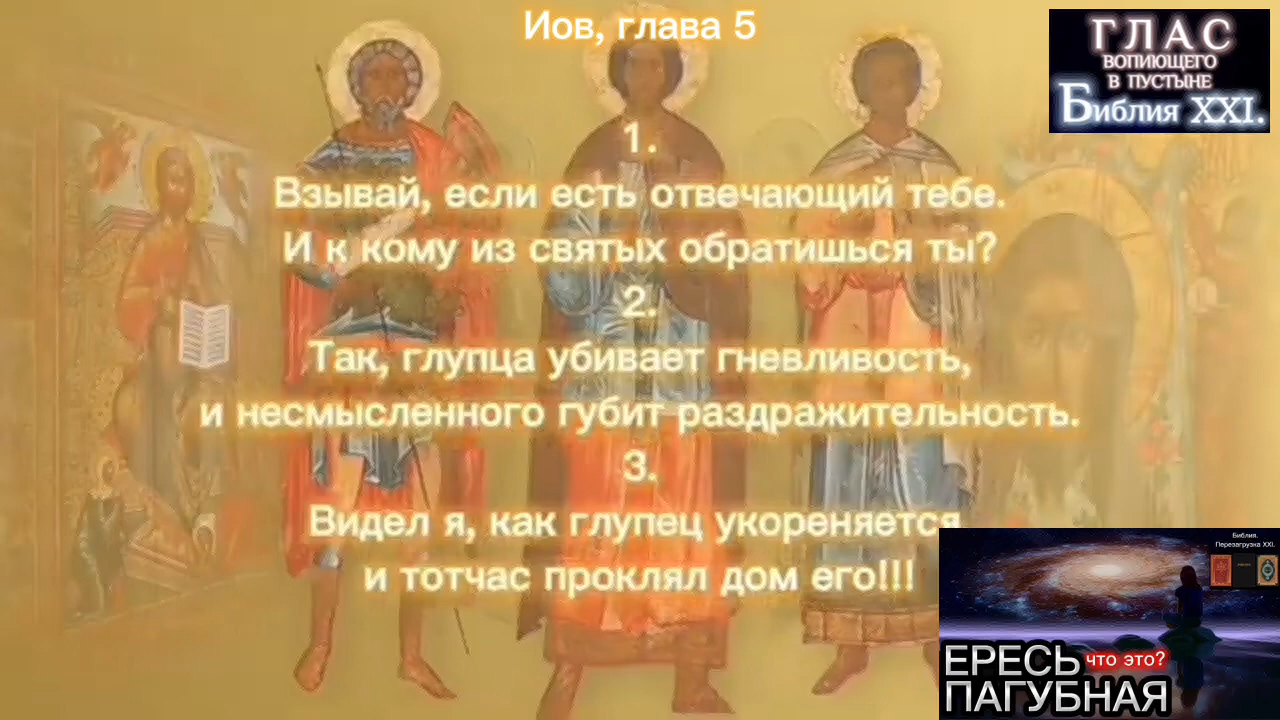 Иов, глава 5
ГЛАС
ВОПИЮЩЕГО
В ПУСТЫНЕ
Библия XXI.
1.
Взывай, если есть отвечающий тебе.
И к кому из святых обратишься ты?
2.
Так, глупца убивает гневливость,
и несмысленного губит раздражительность.
3.
Видел я, как глупец укореняется
и тотчас проклял дом его!!!
Библия.
Перезагрузка XXI.
ЕРЕСЬ что это?
ПАГУБНАЯ